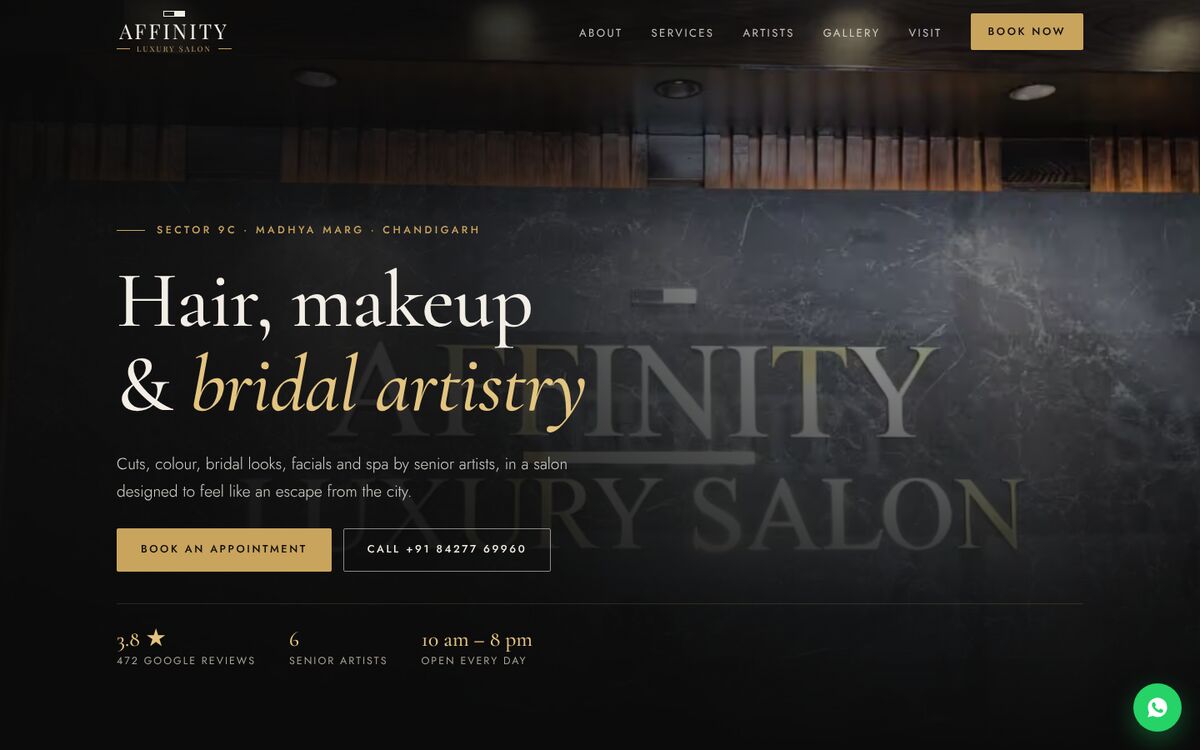 AFFINITY
LUXURY SALON
ABOUT
SERVICES
ARTISTS
GALLERY
VISIT
BOOK NOW
SECTOR 9C · MADHYA MARG · CHANDIGARH
Hair, makeup
& bridal artistry
AFFINITY
LUXURY SALON
Cuts, colour, bridal looks, facials and spa by senior artists, in a salon
designed to feel like an escape from the city.
BOOK AN APPOINTMENT
CALL +91 84277 69960
3.8 ★
472 GOOGLE REVIEWS
6
SENIOR ARTISTS
10 am – 8 pm
OPEN EVERY DAY